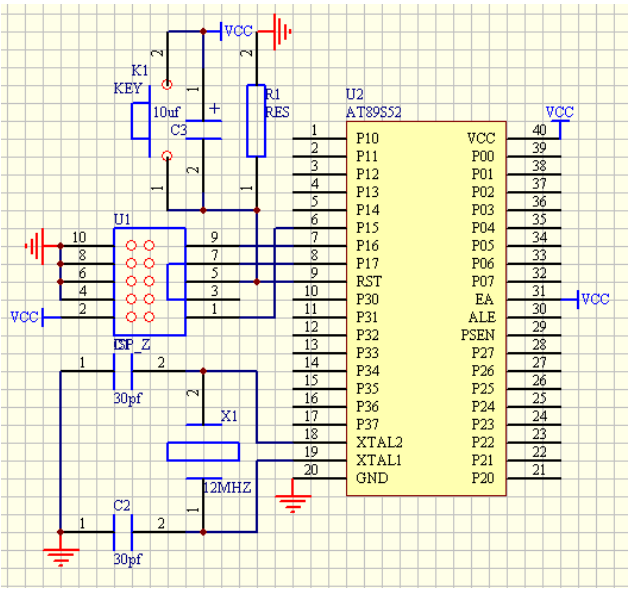 VCC
2
2
K1
KEY
1
10uf
+
C3
R1
RES
2
1
1
U2
AT89S52
VCC
1 P10 VCC 40
2 P11 P00 39
3 P12 P01 38
4 P13 P02 37
5 P14 P03 36
6 P15 P04 35
7 P16 P05 34
8 P17 P06 33
9 RST P07 32
10 P30 EA 31 VCC
11 P31 ALE 30
12 P32 PSEN 29
13 P33 P27 28
14 P34 P26 27
15 P35 P25 26
16 P36 P24 25
17 P37 P23 24
18 XTAL2 P22 23
19 XTAL1 P21 22
20 GND P20 21
U1
10 9
8 7
6 5
4 3
VCC 2 1
1 2
30pf
2
X1
12MHZ
1
C2
1 2
30pf